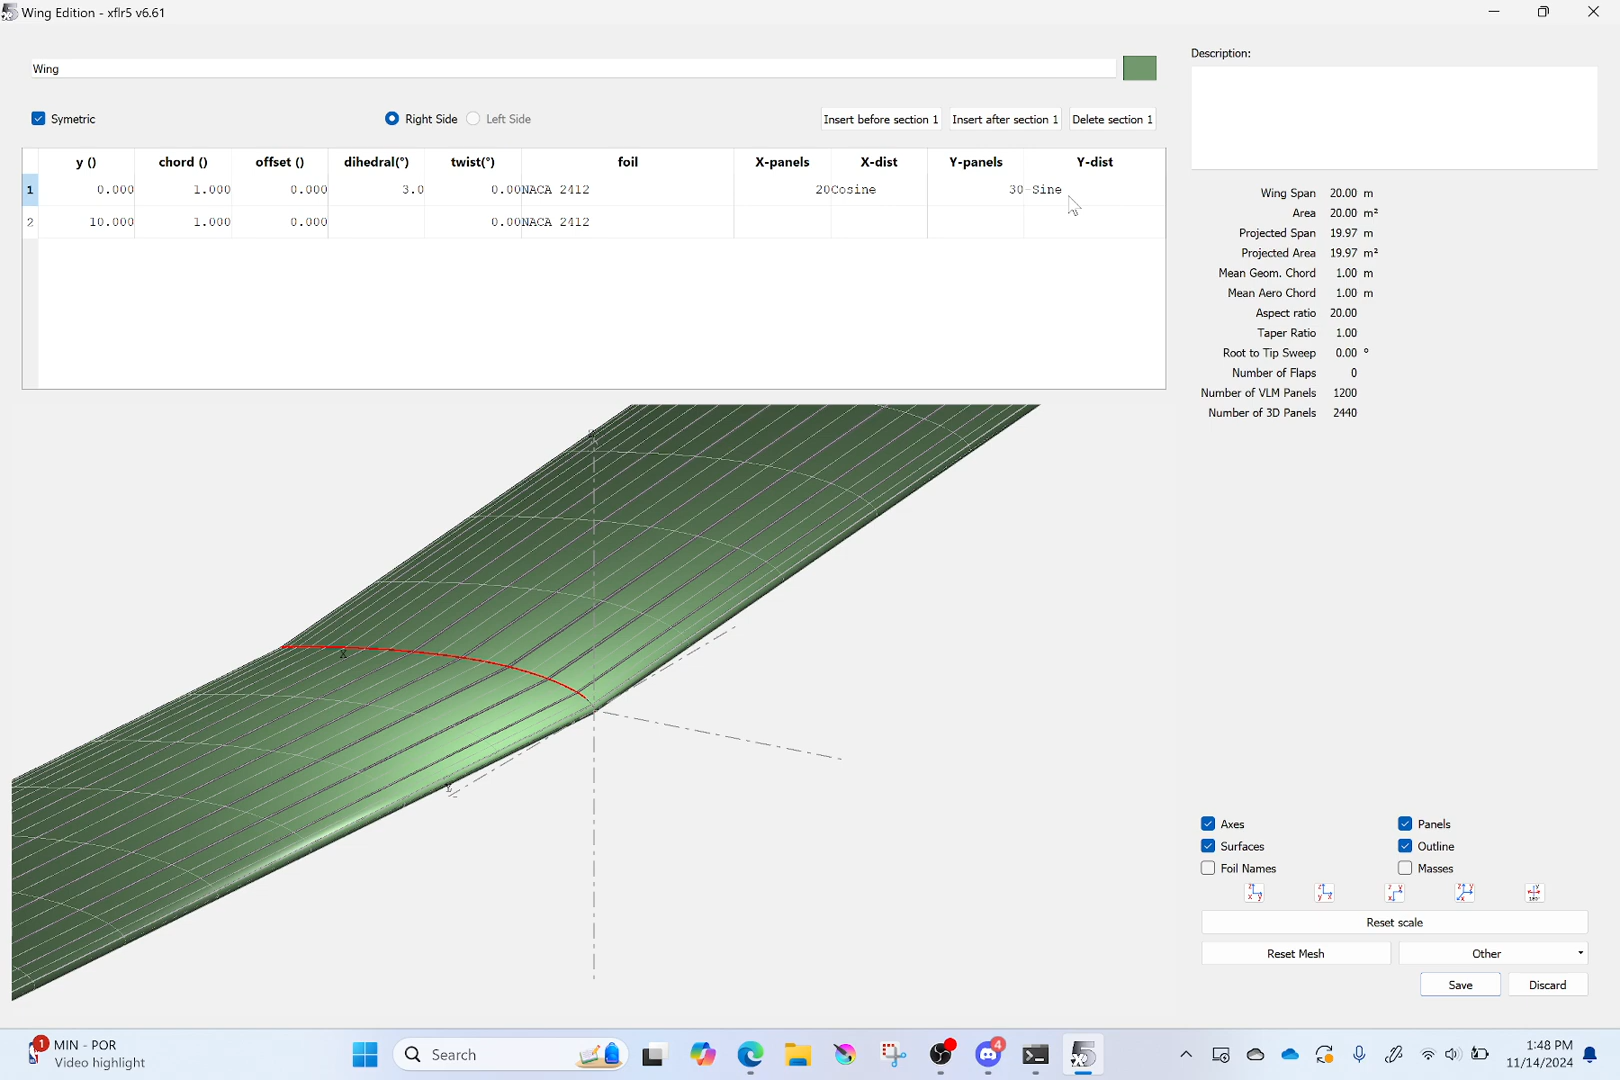 Wing Edition - xflr5 v6.61
Wing
Description:
Symetric
Right Side
Left Side
Insert before section 1
Insert after section 1
Delete section 1
y () chord () offset () dihedral(°) twist(°) foil X-panels X-dist Y-panels Y-dist
1 0.000 1.000 0.000 3.0 0.00 NACA 2412 20 Cosine 30 -Sine
2 10.000 1.000 0.000 0.00 NACA 2412
Wing Span 20.00 m
Area 20.00 m²
Projected Span 19.97 m
Projected Area 19.97 m²
Mean Geom. Chord 1.00 m
Mean Aero Chord 1.00 m
Aspect ratio 20.00
Taper Ratio 1.00
Root to Tip Sweep 0.00 °
Number of Flaps 0
Number of VLM Panels 1200
Number of 3D Panels 2440
X
Axes
Panels
Surfaces
Outline
Foil Names
Masses
Reset scale
Reset Mesh
Other
Save
Discard
1
MIN - POR
Video highlight
Search
4
1:48 PM
11/14/2024